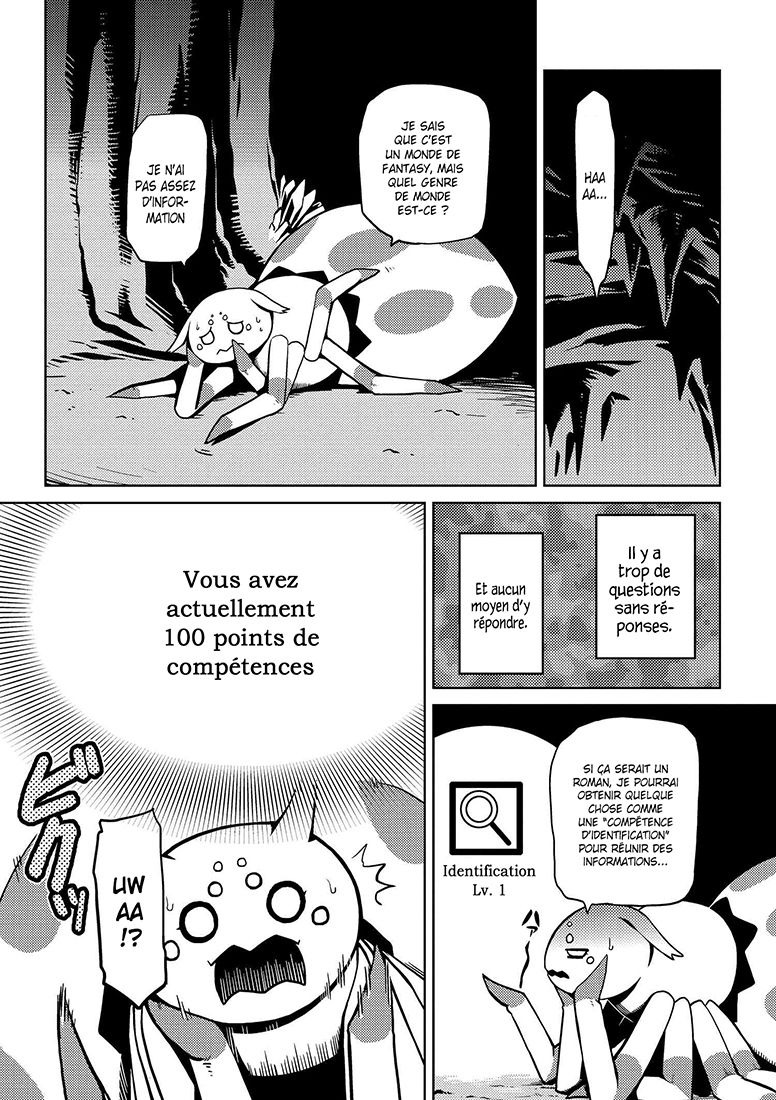 HAA
AA...
JE SAIS
QUE C'EST
UN MONDE DE
FANTASY, MAIS
QUEL GENRE
DE MONDE
EST-CE ?
JE N'AI
PAS ASSEZ
D'INFOR-
MATION
Il y a
trop de
questions
sans ré-
ponses.
Et aucun
moyen d'y
répondre.
SI ÇA SERAIT UN
ROMAN, JE POURRAI
OBTENIR QUELQUE
CHOSE COMME
UNE "COMPÉTENCE
D'IDENTIFICATION"
POUR RÉUNIR DES
INFORMATIONS...
Identification
Lv. 1
Vous avez
actuellement
100 points de
compétences
ビクッ
UW
AA
!?